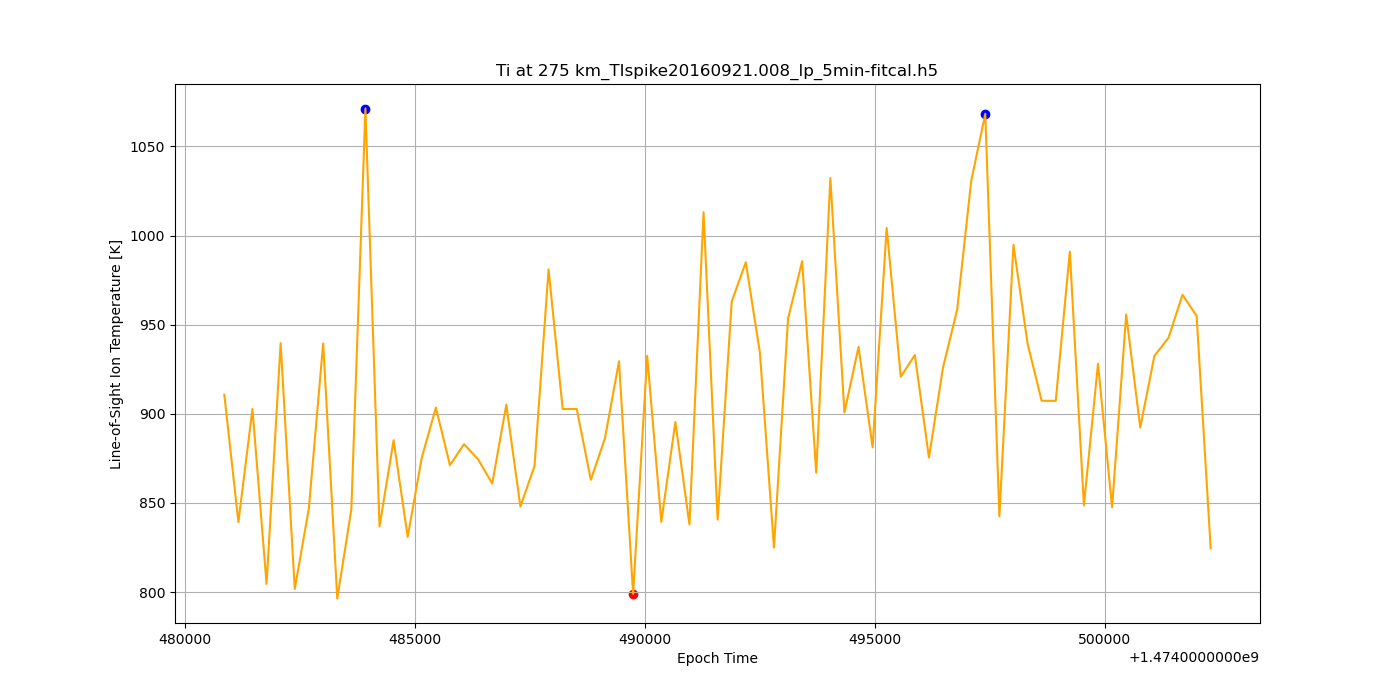 Ti at 275 km_TIspike20160921.008_lp_5min-fitcal.h5
Line-of-Sight Ion Temperature [K]
1050
1000
950
900
850
800
480000 485000 490000 495000 500000
Epoch Time
+1.4740000000e9